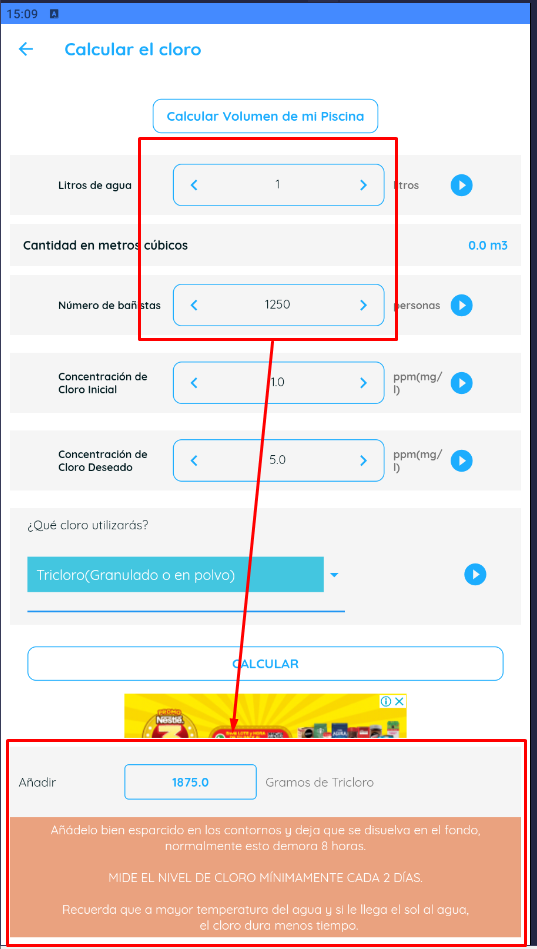 15:09
Calcular el cloro
Calcular Volumen de mi Piscina
Litros de agua
1
litros
Cantidad en metros cúbicos
0.0 m3
Número de bañistas
1250
personas
Concentración de
Cloro Inicial
1.0
ppm(mg/
l)
Concentración de
Cloro Deseado
5.0
ppm(mg/
l)
¿Qué cloro utilizarás?
Tricloro(Granulado o en polvo)
CALCULAR
PROMO
Nestlé
3
Añadir
1875.0
Gramos de Tricloro
Añádelo bien esparcido en los contornos y deja que se disuelva en el fondo,
normalmente esto demora 8 horas.
MIDE EL NIVEL DE CLORO MÍNIMAMENTE CADA 2 DÍAS.
Recuerda que a mayor temperatura del agua y si le llega el sol al agua,
el cloro dura menos tiempo.